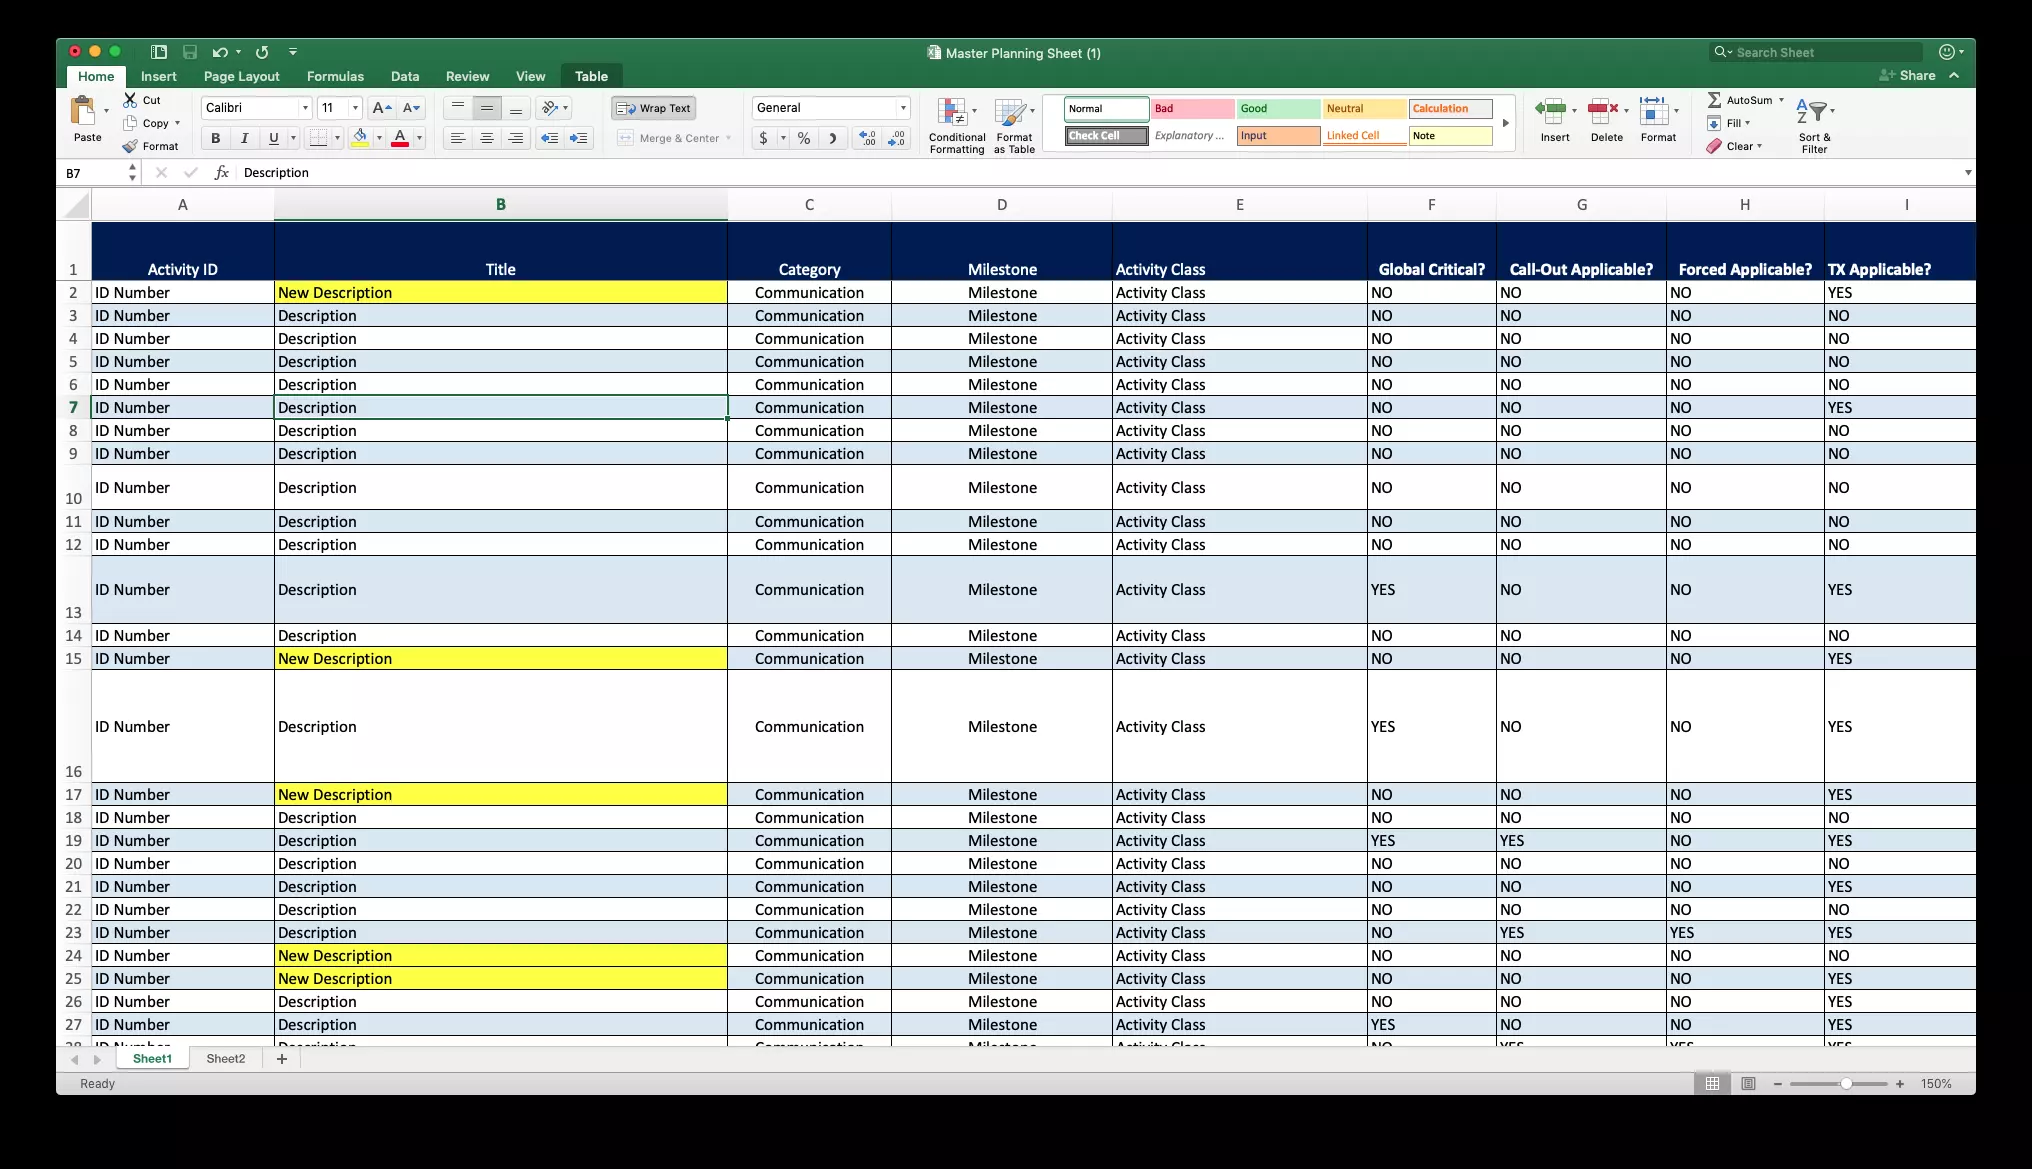 Master Planning Sheet (1)
Search Sheet
Home Insert Page Layout Formulas Data Review View Table
Share
Paste
Cut
Copy
Format
Calibri 11
A A
B I U A
Wrap Text
Merge & Center
General
$ % )
Conditional Formatting
Format as Table
Normal Bad Good Neutral Calculation
Check Cell Explanatory ... Input Linked Cell Note
Insert Delete Format
AutoSum
Fill
Clear
Sort & Filter
B7 fx Description
A B C D E F G H I
1 Activity ID Title Category Milestone Activity Class Global Critical? Call-Out Applicable? Forced Applicable? TX Applicable?
2 ID Number New Description Communication Milestone Activity Class NO NO NO YES
3 ID Number Description Communication Milestone Activity Class NO NO NO NO
4 ID Number Description Communication Milestone Activity Class NO NO NO NO
5 ID Number Description Communication Milestone Activity Class NO NO NO NO
6 ID Number Description Communication Milestone Activity Class NO NO NO NO
7 ID Number Description Communication Milestone Activity Class NO NO NO YES
8 ID Number Description Communication Milestone Activity Class NO NO NO NO
9 ID Number Description Communication Milestone Activity Class NO NO NO NO
10 ID Number Description Communication Milestone Activity Class NO NO NO NO
11 ID Number Description Communication Milestone Activity Class NO NO NO NO
12 ID Number Description Communication Milestone Activity Class NO NO NO NO
13 ID Number Description Communication Milestone Activity Class YES NO NO YES
14 ID Number Description Communication Milestone Activity Class NO NO NO NO
15 ID Number New Description Communication Milestone Activity Class NO NO NO YES
16 ID Number Description Communication Milestone Activity Class YES NO NO YES
17 ID Number New Description Communication Milestone Activity Class NO NO NO YES
18 ID Number Description Communication Milestone Activity Class NO NO NO NO
19 ID Number Description Communication Milestone Activity Class YES YES NO YES
20 ID Number Description Communication Milestone Activity Class NO NO NO NO
21 ID Number Description Communication Milestone Activity Class NO NO NO YES
22 ID Number Description Communication Milestone Activity Class NO NO NO NO
23 ID Number Description Communication Milestone Activity Class NO YES YES YES
24 ID Number New Description Communication Milestone Activity Class NO NO NO NO
25 ID Number New Description Communication Milestone Activity Class NO NO NO YES
26 ID Number Description Communication Milestone Activity Class NO NO NO YES
27 ID Number Description Communication Milestone Activity Class YES NO NO YES
Sheet1 Sheet2 +
Ready
150%